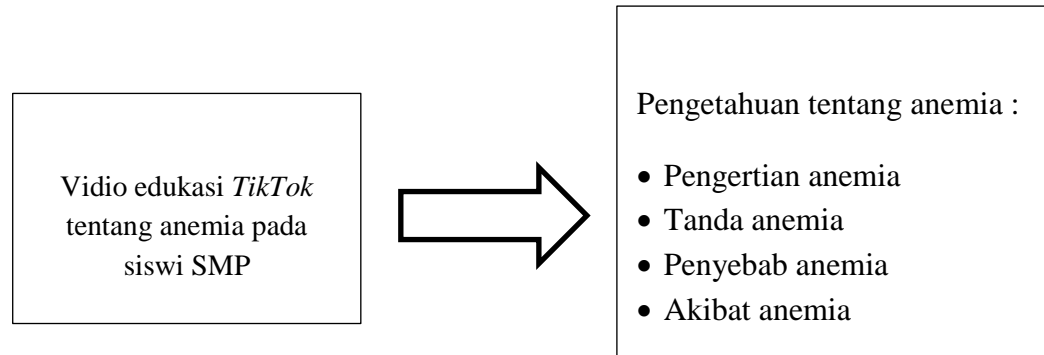 Vidio edukasi TikTok
tentang anemia pada
siswi SMP
Pengetahuan tentang anemia :
• Pengertian anemia
• Tanda anemia
• Penyebab anemia
• Akibat anemia